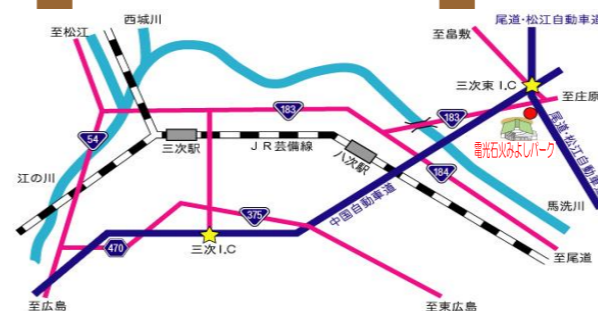 西城川
尾道・松江自動車道
至松江
至畠敷
三次東 I.C
至庄原
183
183
54
三次駅
JR芸備線
八次駅
電光石火みよしパーク
尾道・松江自動車
184
江の川
中国自動車道
馬洗川
375
470
三次I.C
至尾道
至広島
至東広島